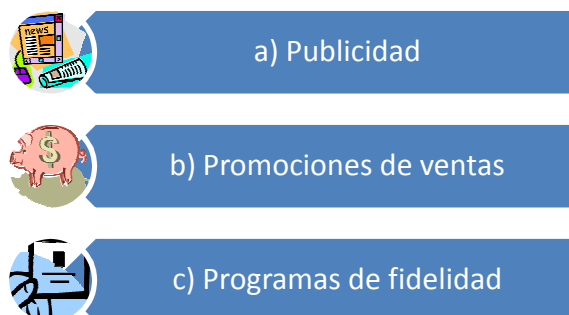 news
a) Publicidad
$
b) Promociones de ventas
c) Programas de fidelidad